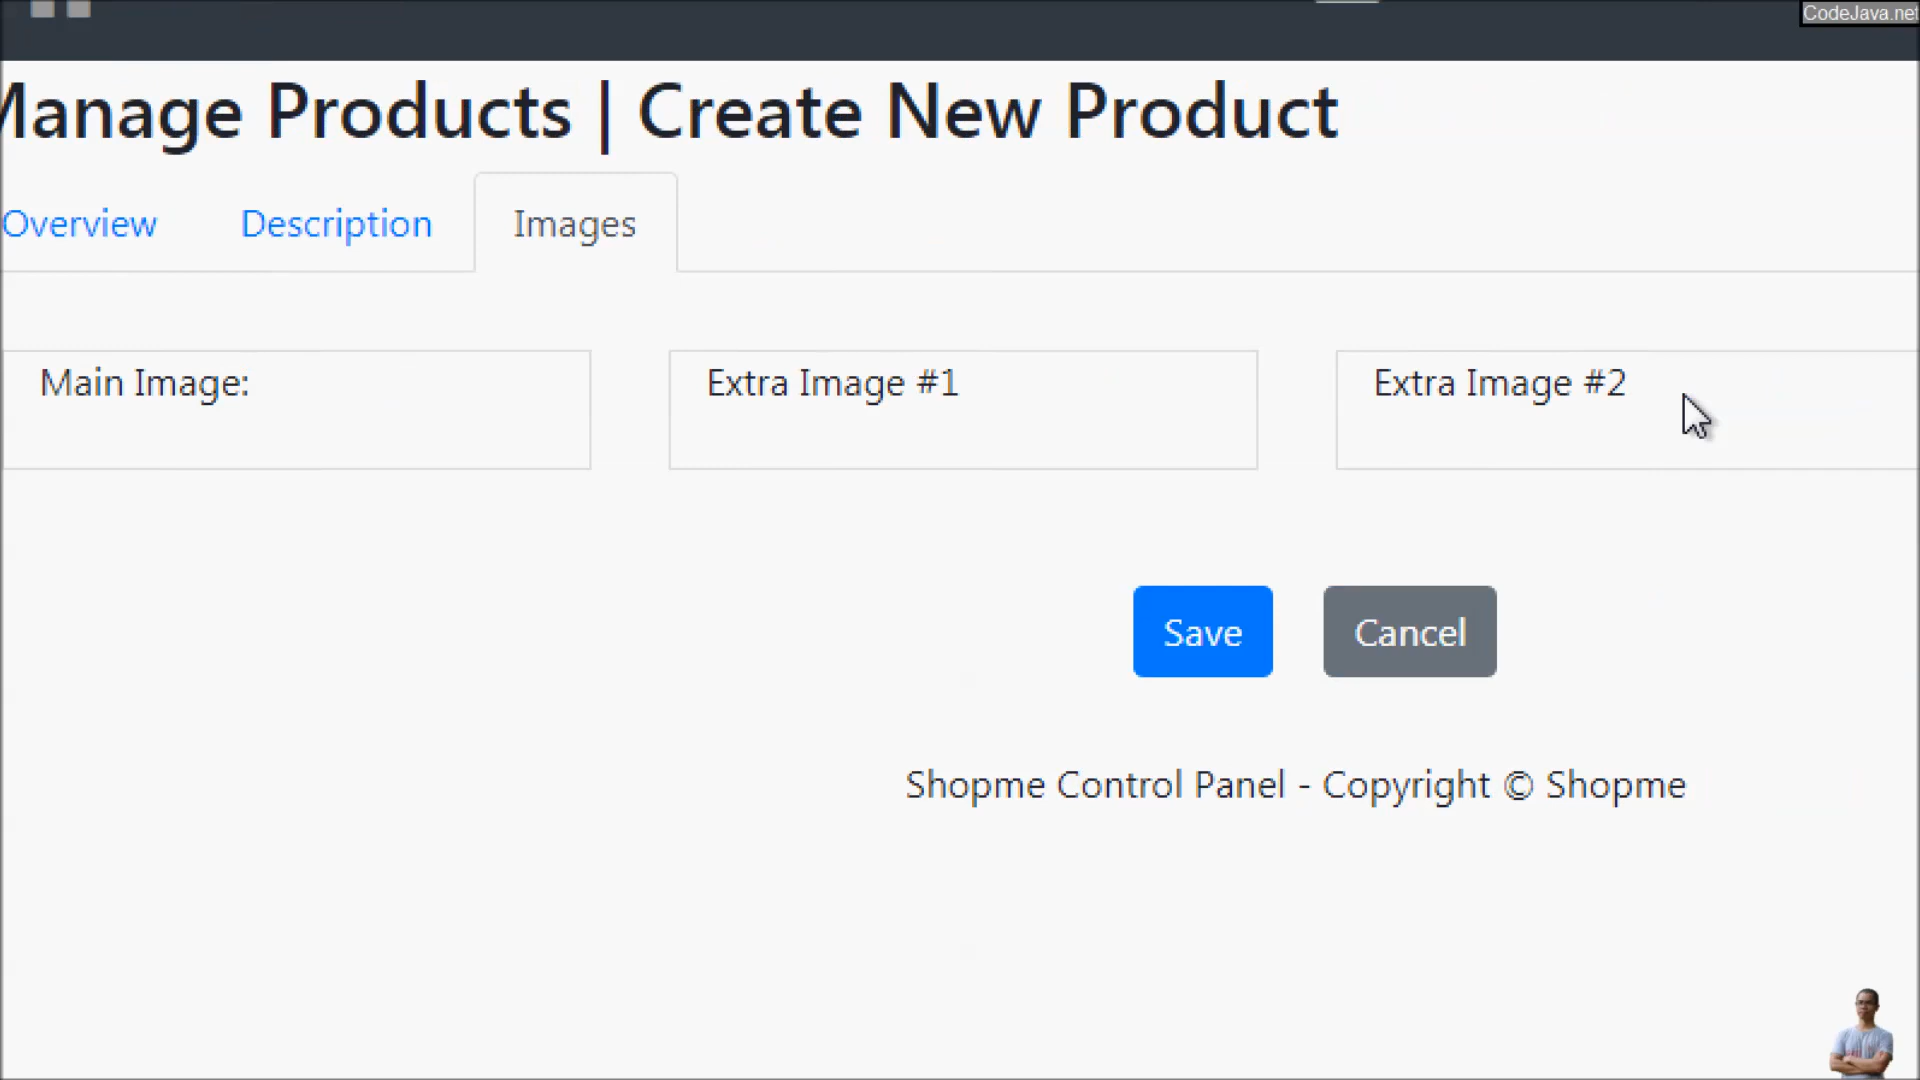 CodeJava.net
Manage Products | Create New Product
Overview Description Images
Main Image: Extra Image #1 Extra Image #2
Save Cancel
Shopme Control Panel - Copyright © Shopme